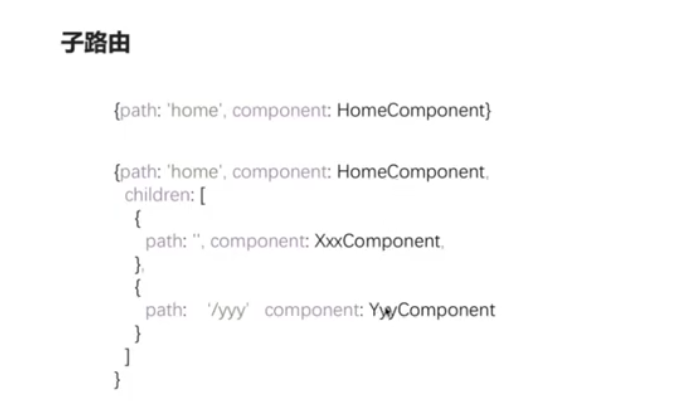 子路由
{path: 'home', component: HomeComponent}
{path: 'home', component: HomeComponent,
children: [
{
path: '', component: XxxComponent,
},
{
path: '/yyy' component: YyyComponent
}
]
}